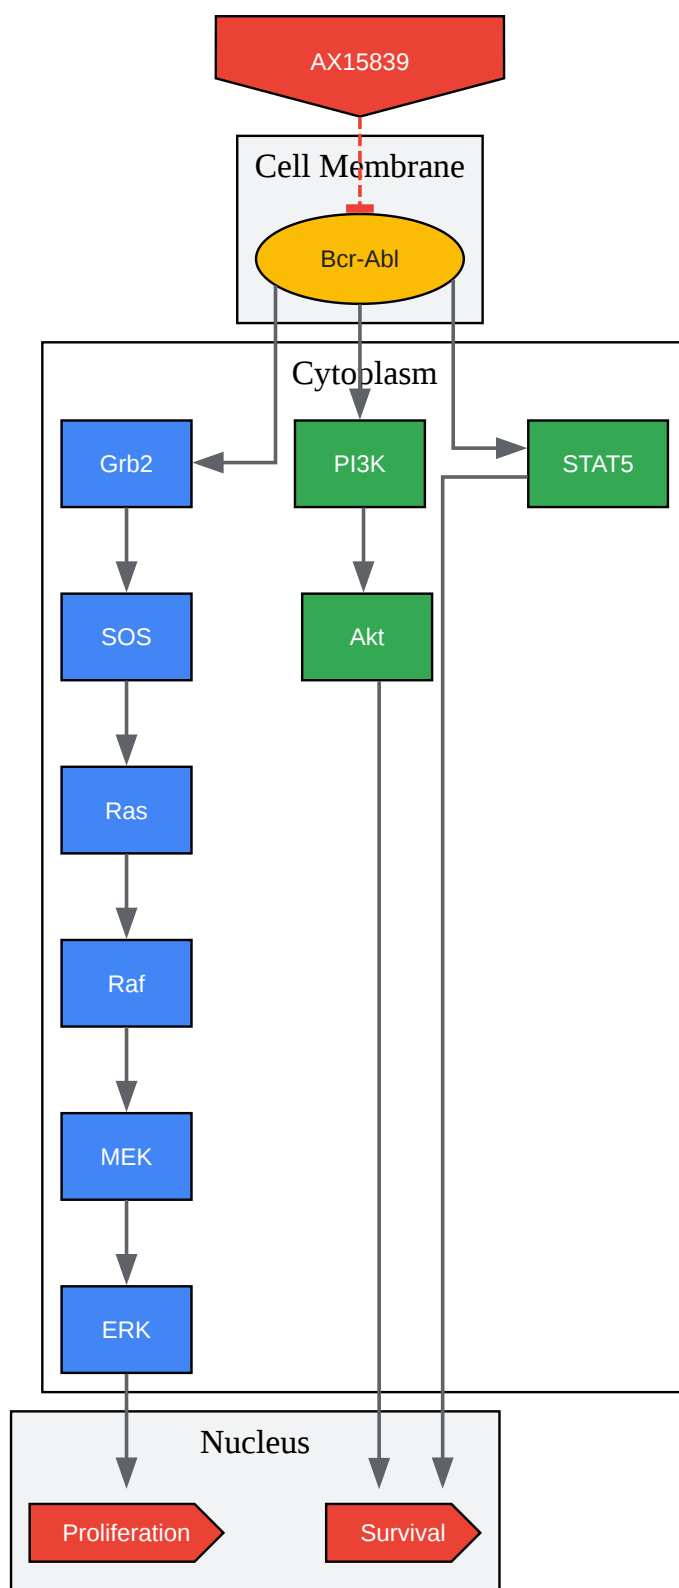 AX15839
Cell Membrane
Bcr-Abl
Cytoplasm
Grb2
PI3K
STAT5
SOS
Akt
Ras
Raf
MEK
ERK
Nucleus
Proliferation
Survival